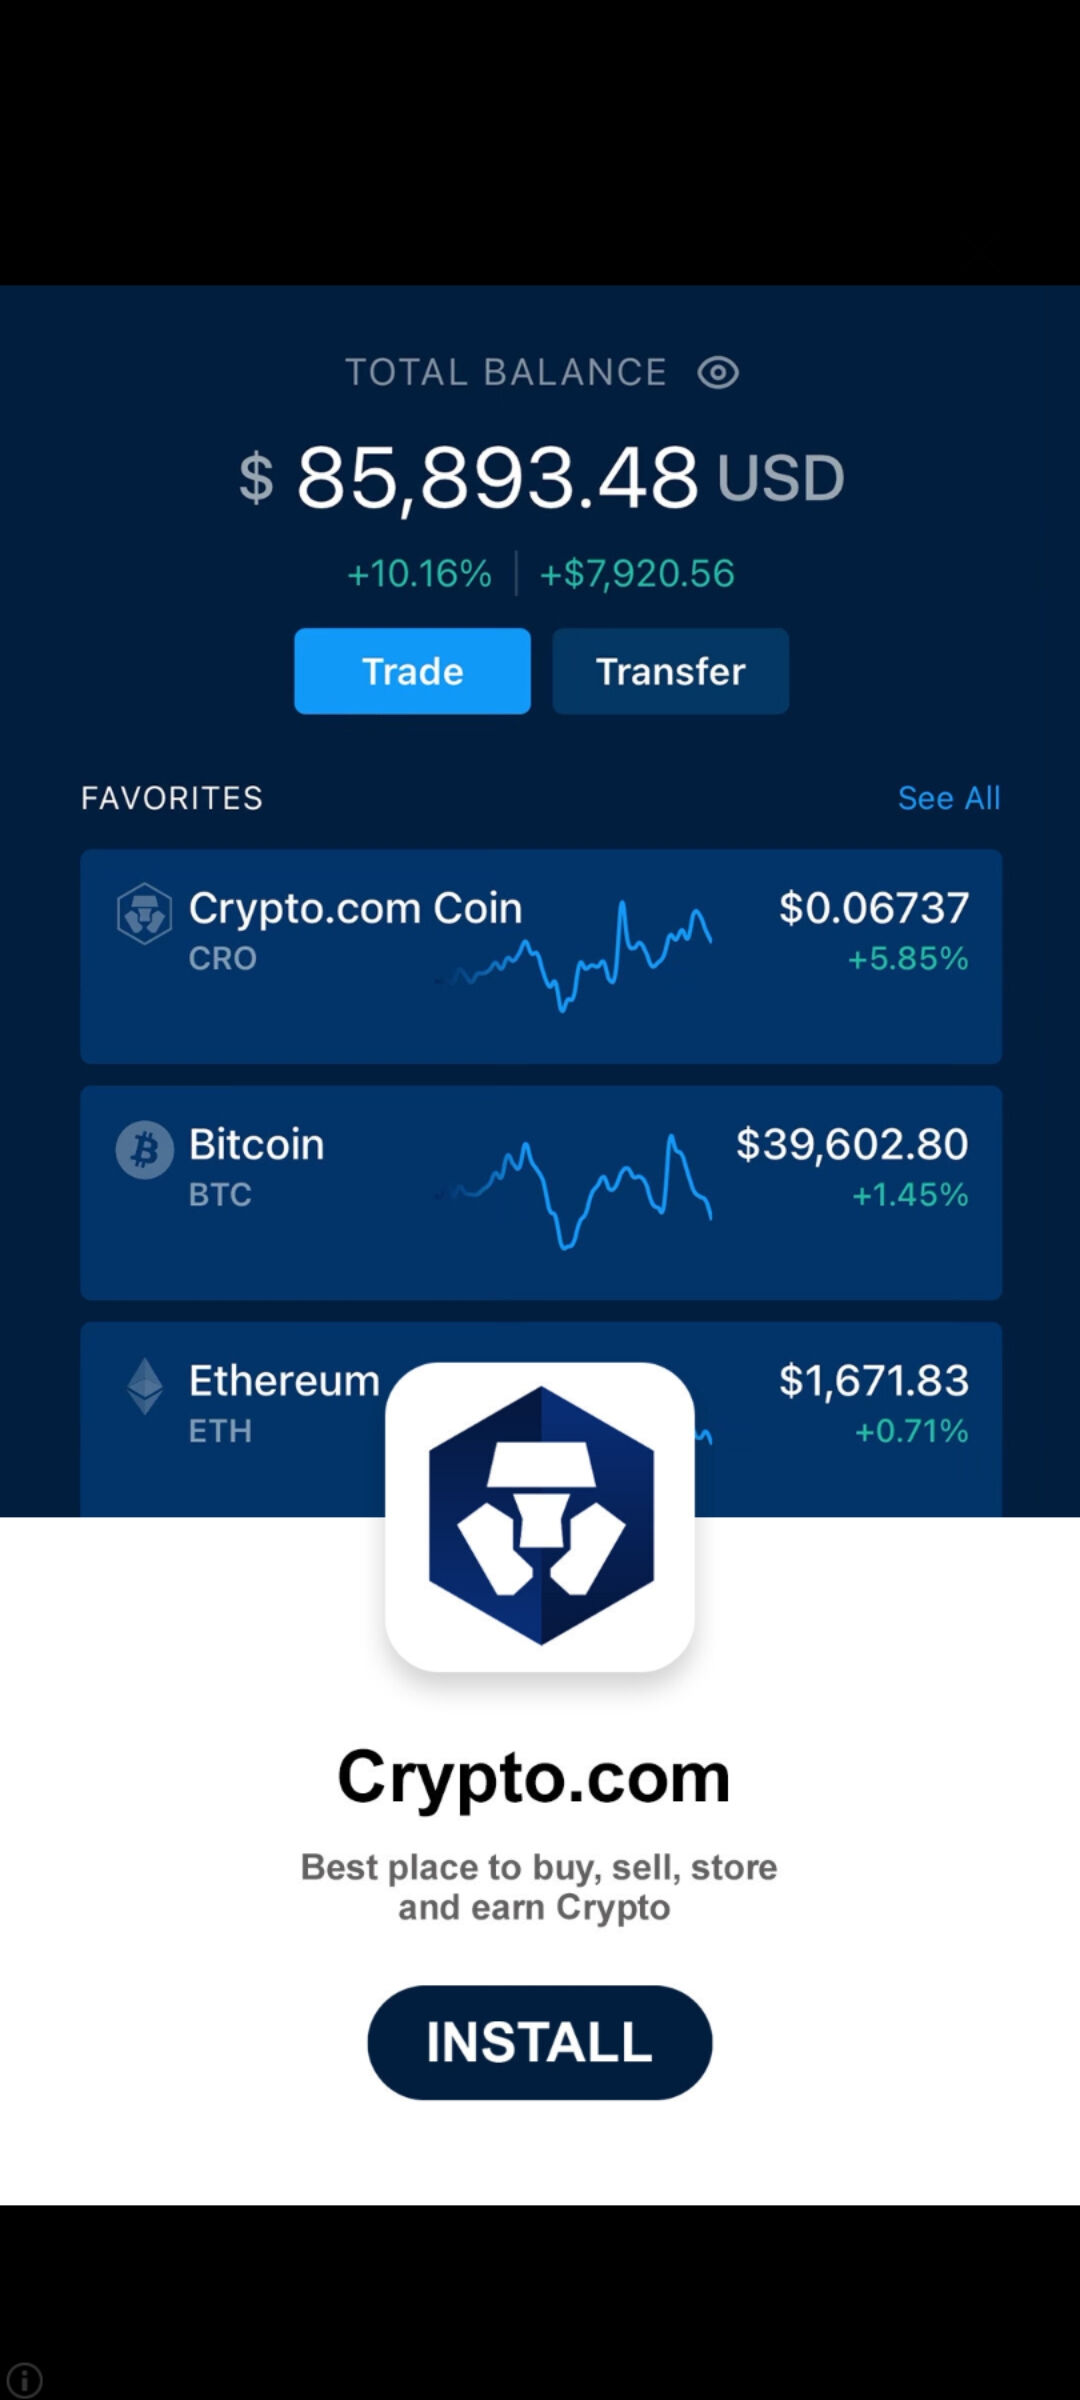 TOTAL BALANCE
$ 85,893.48 USD
+10.16% +$7,920.56
Trade Transfer
FAVORITES See All
Crypto.com Coin $0.06737
CRO +5.85%
Bitcoin $39,602.80
BTC +1.45%
Ethereum $1,671.83
ETH +0.71%
Crypto.com
Best place to buy, sell, store
and earn Crypto
INSTALL